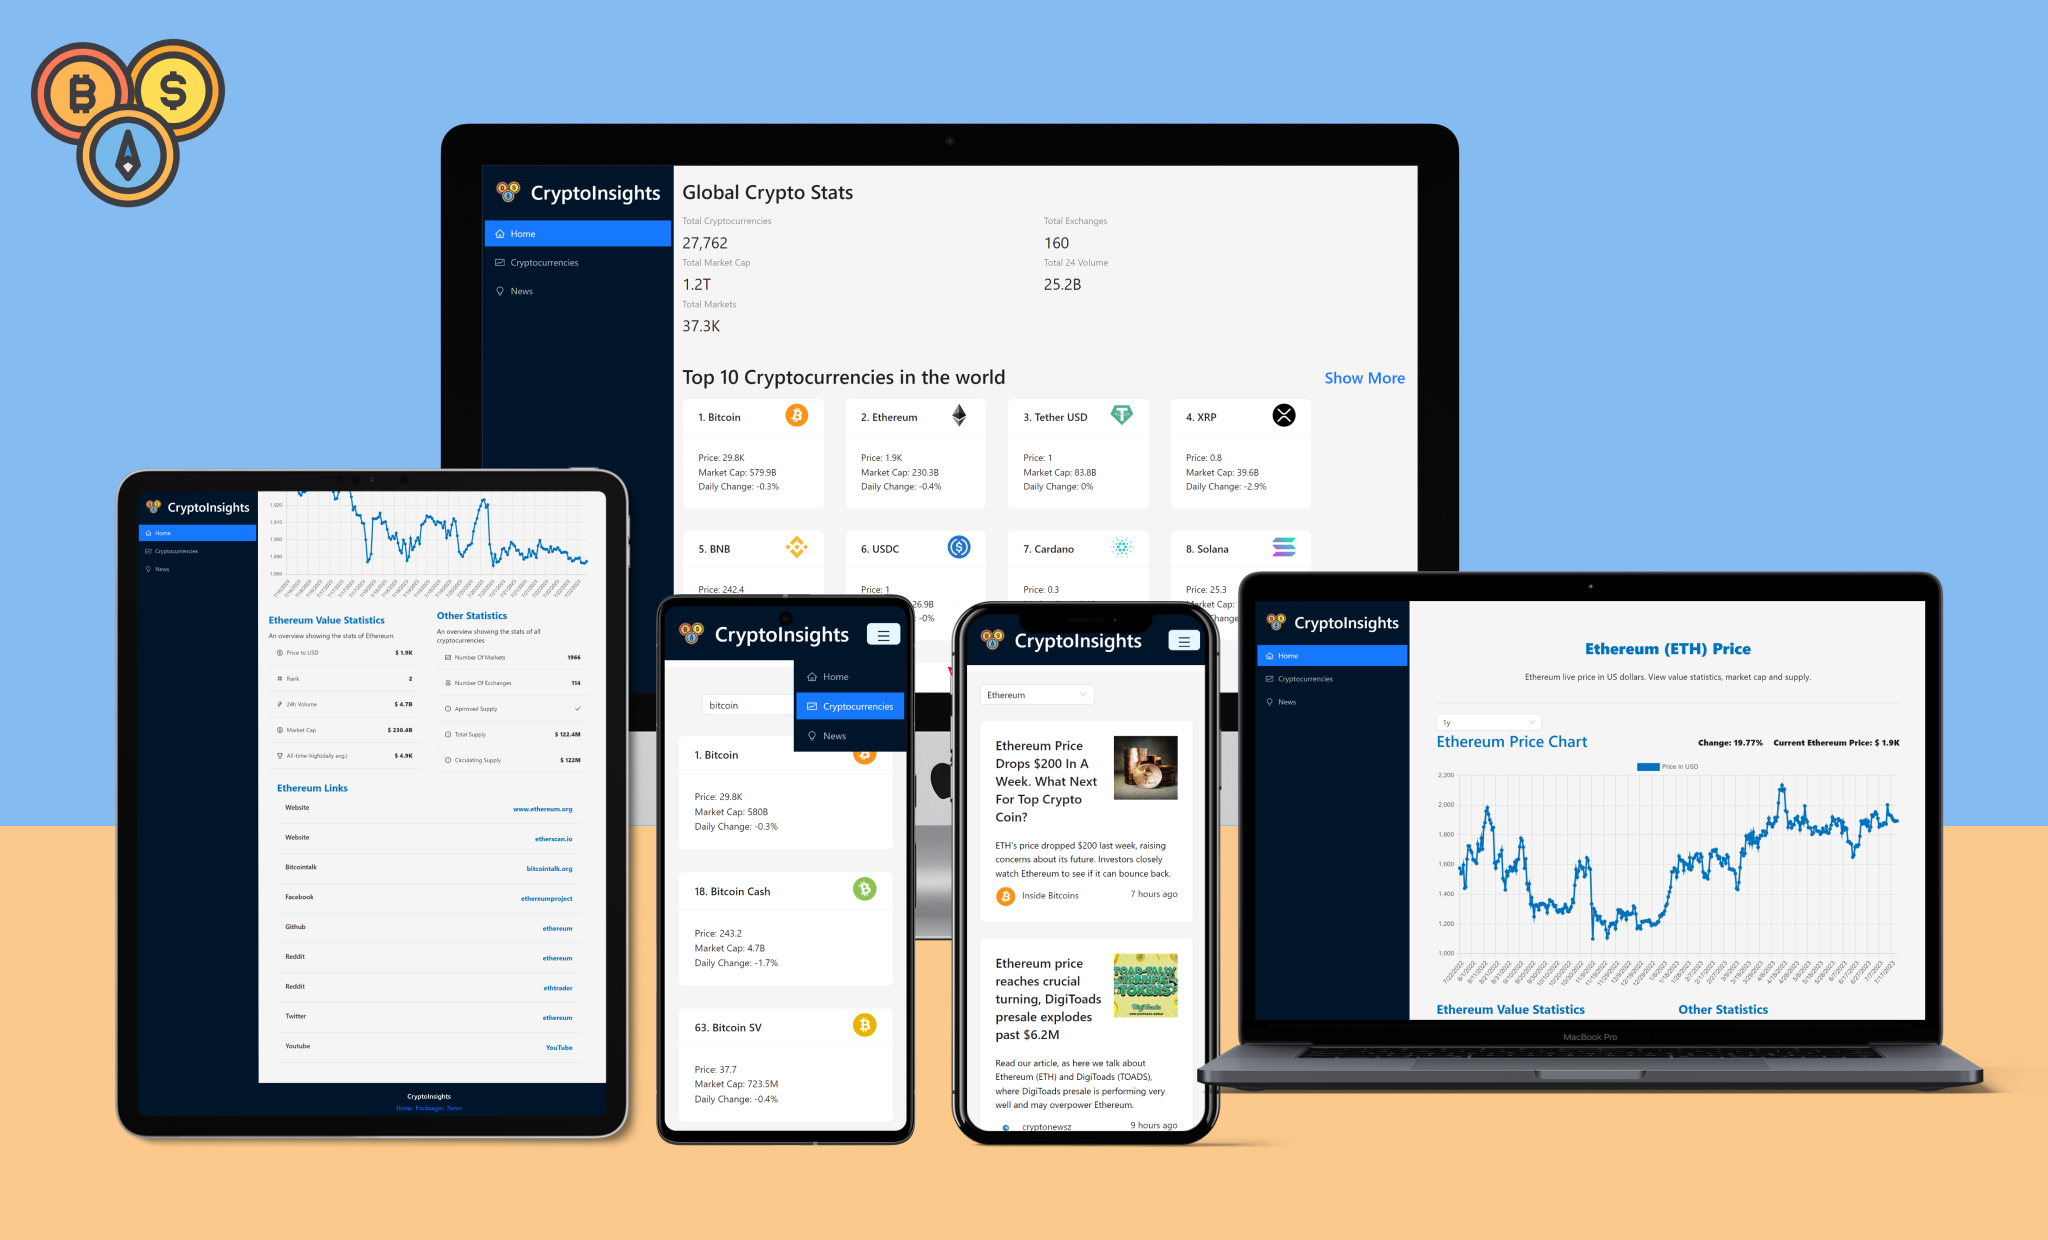 CryptoInsights
Home
Cryptocurrencies
News
Global Crypto Stats
Total Cryptocurrencies
27,762
Total Exchanges
160
Total Market Cap
1.2T
Total 24 Volume
25.2B
Total Markets
37.3K
Top 10 Cryptocurrencies in the world
Show More
1. Bitcoin
Price: 29.8K
Market Cap: 579.9B
Daily Change: -0.3%
2. Ethereum
Price: 1.9K
Market Cap: 230.3B
Daily Change: -0.4%
3. Tether USD
Price: 1
Market Cap: 83.8B
Daily Change: 0%
4. XRP
Price: 0.8
Market Cap: 39.6B
Daily Change: -2.9%
5. BNB
Price: 242.4
6. USDC
Price: 1
26.9B
-0%
7. Cardano
Price: 0.3
8. Solana
Price: 25.3
CryptoInsights
Home
Cryptocurrencies
News
1,920
1,910
1,900
1,890
1,880
Ethereum Value Statistics
An overview showing the stats of Ethereum
Price to USD
$ 1.9K
Rank
2
24h Volume
$ 4.7B
Market Cap
$ 230.4B
All-time-high(daily avg.)
$ 4.9K
Other Statistics
An overview showing the stats of all
cryptocurrencies
Number Of Markets
1966
Number Of Exchanges
114
Aprroved Supply
Total Supply
$ 122.4M
Circulating Supply
$ 122M
Ethereum Links
Website
www.ethereum.org
Website
etherscan.io
Bitcointalk
bitcointalk.org
Facebook
ethereumproject
Github
ethereum
Reddit
ethereum
Reddit
ethtrader
Twitter
ethereum
Youtube
YouTube
CryptoInsights
Home Exchanges News
CryptoInsights
Home
Cryptocurrencies
News
bitcoin
1. Bitcoin
Price: 29.8K
Market Cap: 580B
Daily Change: -0.3%
18. Bitcoin Cash
Price: 243.2
Market Cap: 4.7B
Daily Change: -1.7%
63. Bitcoin SV
Price: 37.7
Market Cap: 723.5M
Daily Change: -0.4%
CryptoInsights
Ethereum
Ethereum Price
Drops $200 In A
Week. What Next
For Top Crypto
Coin?
ETH's price dropped $200 last week, raising
concerns about its future. Investors closely
watch Ethereum to see if it can bounce back.
Inside Bitcoins
7 hours ago
Ethereum price
reaches crucial
turning, DigiToads
presale explodes
past $6.2M
TOAD-TALLY
TERRIFIC
TOKENS
DigiToads
Read our article, as here we talk about
Ethereum (ETH) and DigiToads (TOADS),
where DigiToads presale is performing very
well and may overpower Ethereum.
cryptonewsz
9 hours ago
CryptoInsights
Home
Cryptocurrencies
News
Ethereum (ETH) Price
Ethereum live price in US dollars. View value statistics, market cap and supply.
1y
Ethereum Price Chart
Change: 19.77%
Current Ethereum Price: $ 1.9K
Price In USD
2,200
2,000
1,800
1,600
1,400
1,200
1,000
Ethereum Value Statistics
Other Statistics
MacBook Pro